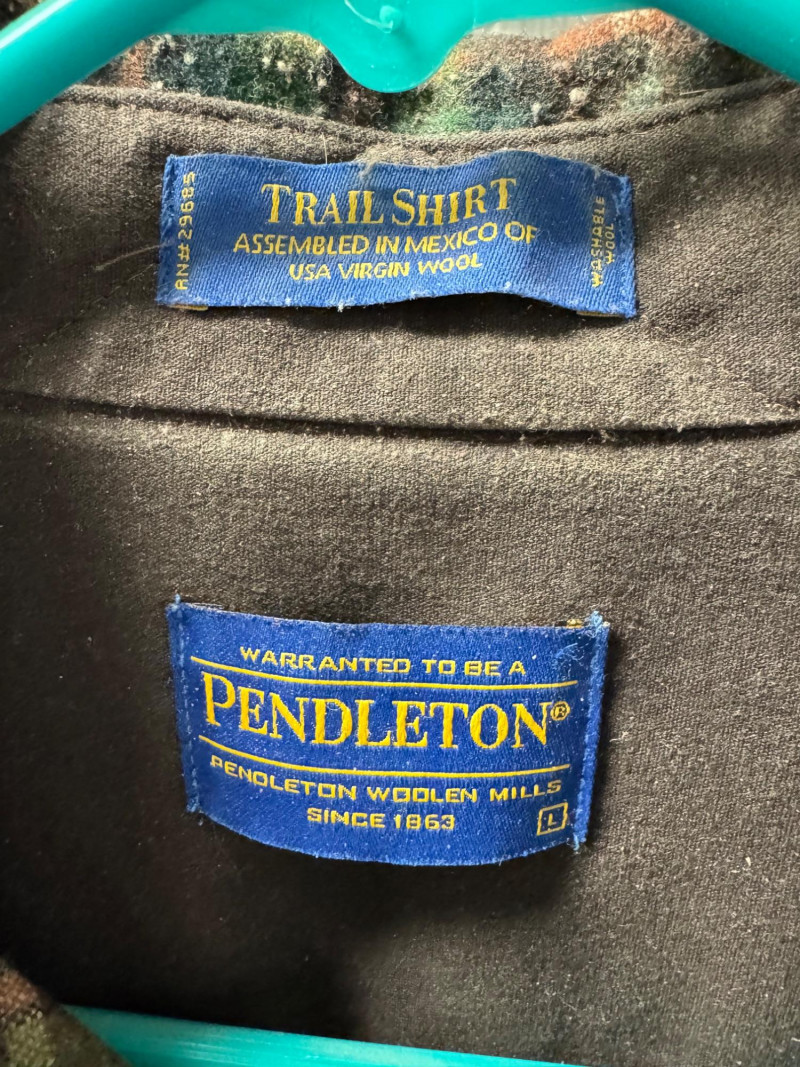 RN# 29685
TRAIL SHIRT
ASSEMBLED IN MEXICO OF
USA VIRGIN WOOL
WASHABLE
WOOL
WARRANTED TO BE A
PENDLETON®
PENDLETON WOOLEN MILLS
SINCE 1863
L